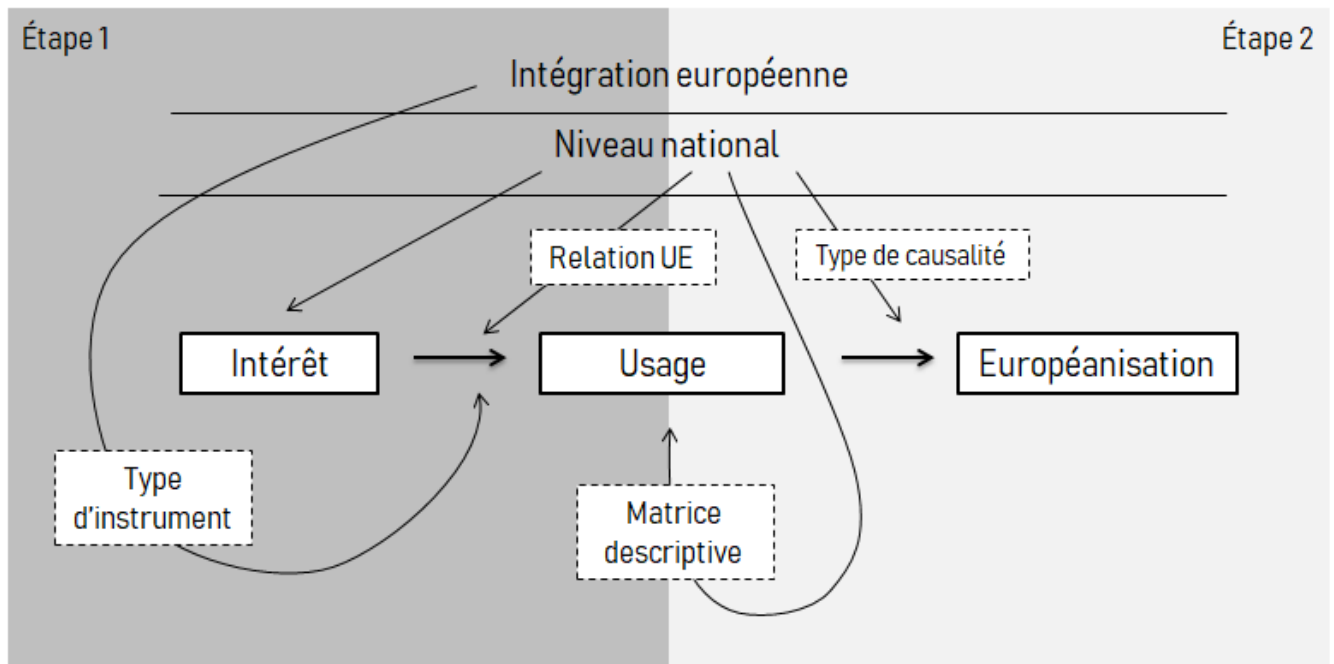 Étape 1
Étape 2
Intégration européenne
Niveau national
Relation UE
Type de causalité
Intérêt
Usage
Européanisation
Type
d'instrument
Matrice
descriptive